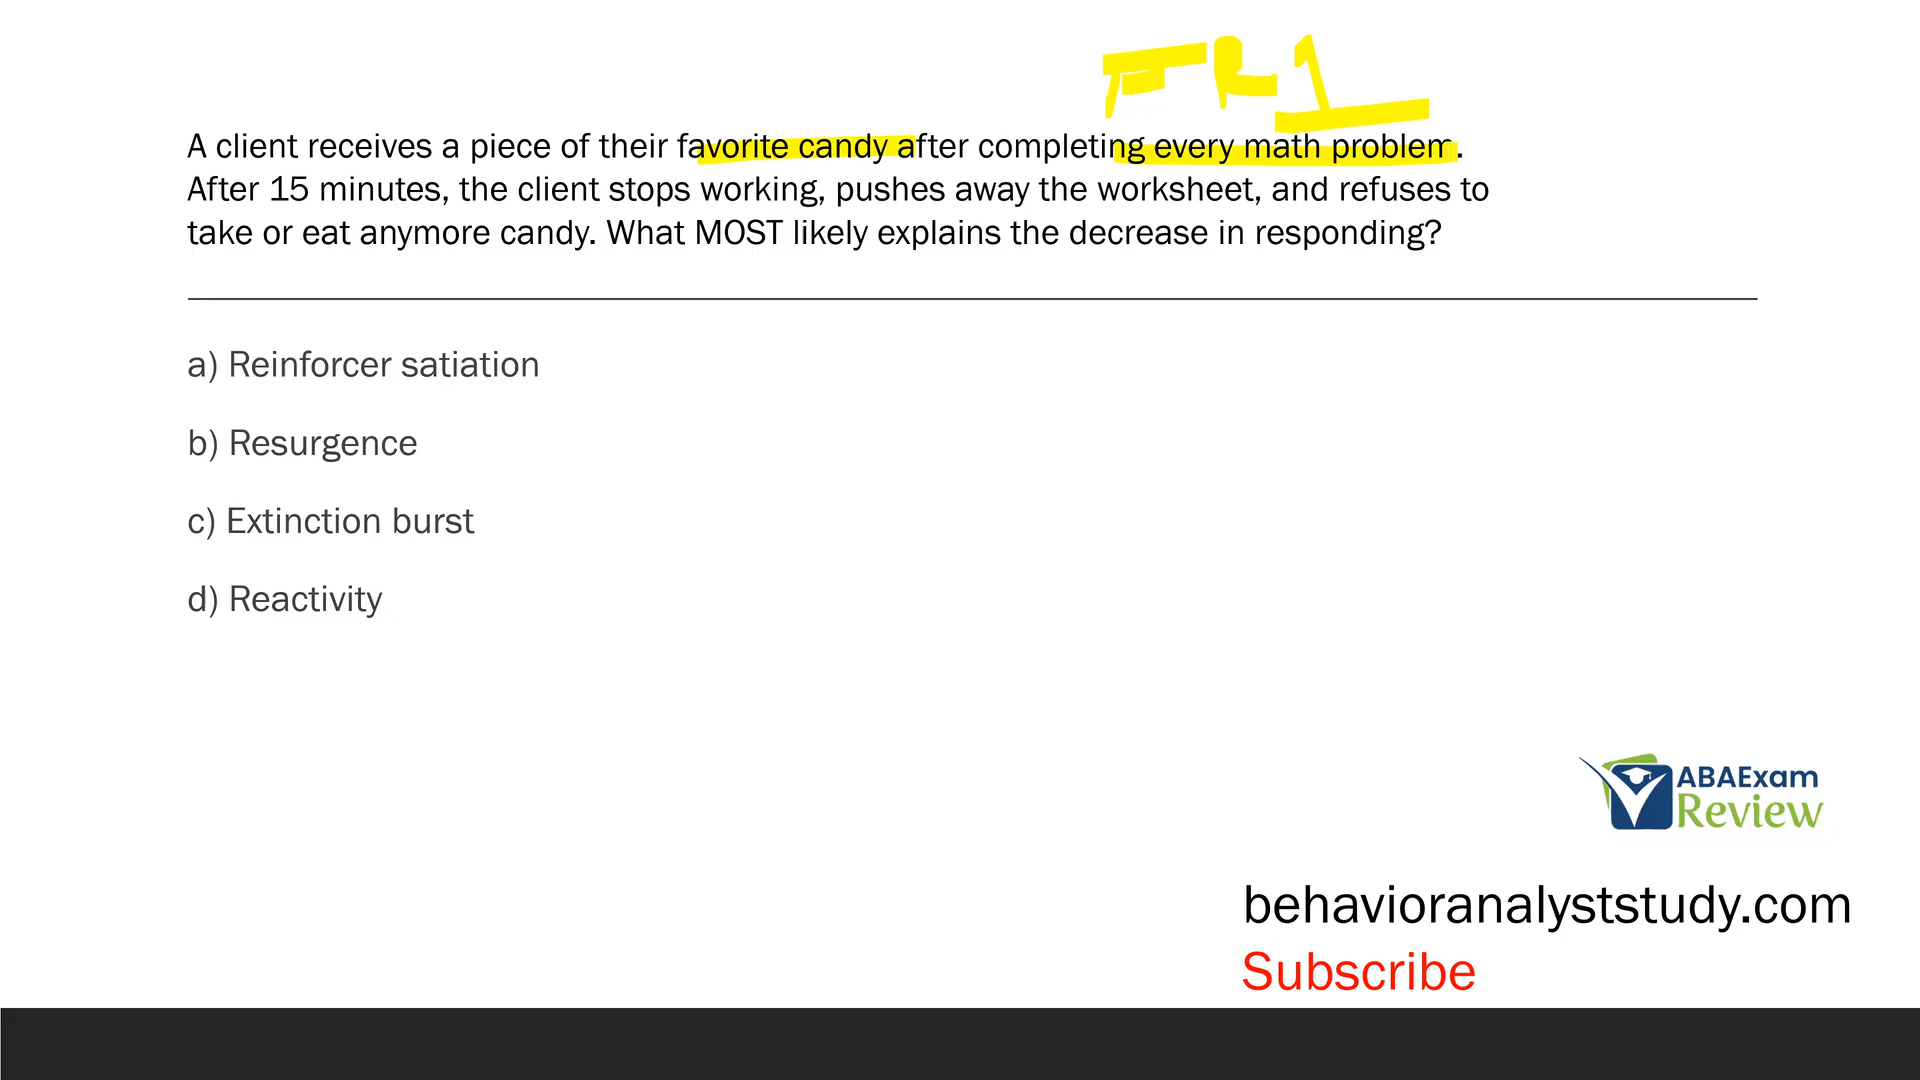 FR1
A client receives a piece of their favorite candy after completing every math problem.
After 15 minutes, the client stops working, pushes away the worksheet, and refuses to
take or eat anymore candy. What MOST likely explains the decrease in responding?
a) Reinforcer satiation
b) Resurgence
c) Extinction burst
d) Reactivity
ABAExam
Review
behavioranalyststudy.com
Subscribe